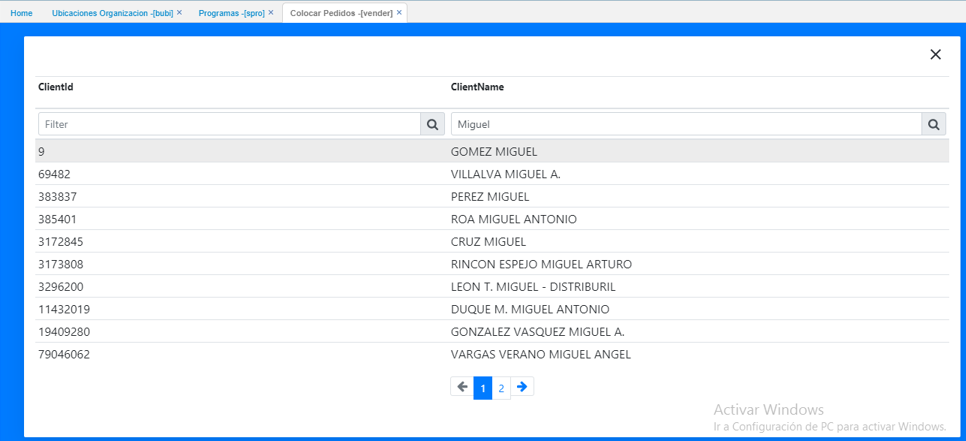 Home Ubicaciones Organizacion -[bubi] × Programas -[spro] × Colocar Pedidos -[vender] ×
ClientId ClientName
Filter Miguel
9 GOMEZ MIGUEL
69482 VILLALVA MIGUEL A.
383837 PEREZ MIGUEL
385401 ROA MIGUEL ANTONIO
3172845 CRUZ MIGUEL
3173808 RINCON ESPEJO MIGUEL ARTURO
3296200 LEON T. MIGUEL - DISTRIBURIL
11432019 DUQUE M. MIGUEL ANTONIO
19409280 GONZALEZ VASQUEZ MIGUEL A.
79046062 VARGAS VERANO MIGUEL ANGEL
1 2
Activar Windows
Ir a Configuración de PC para activar Windows.